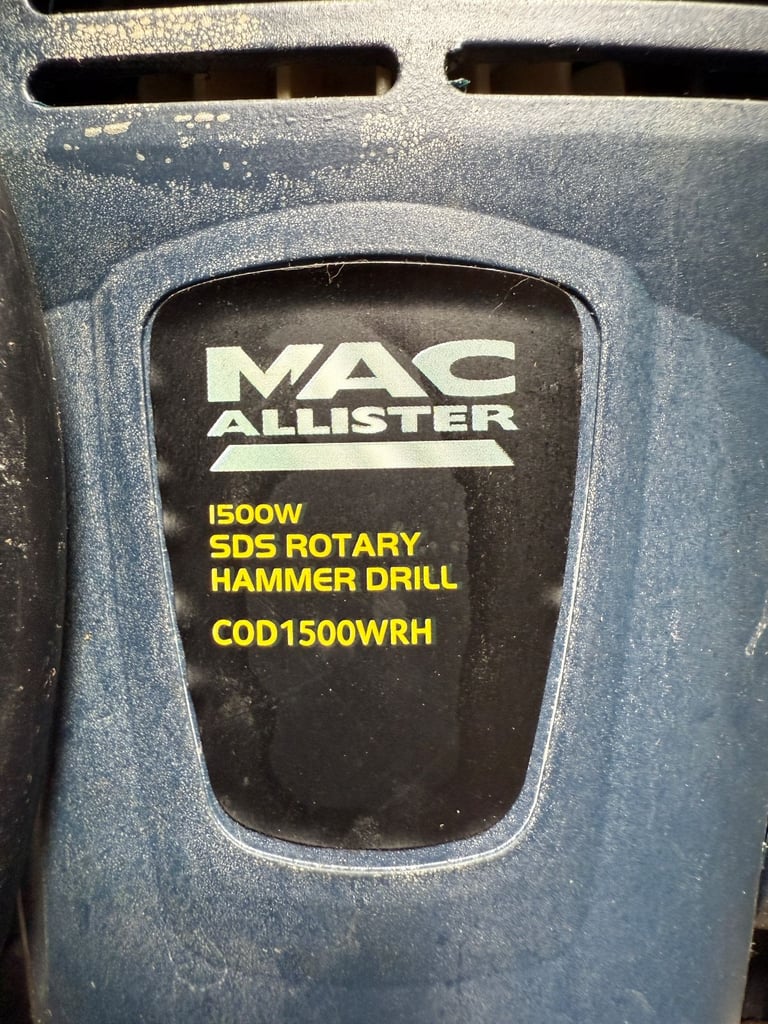 MAC
ALLISTER
1500W
SDS ROTARY
HAMMER DRILL
COD1500WRH